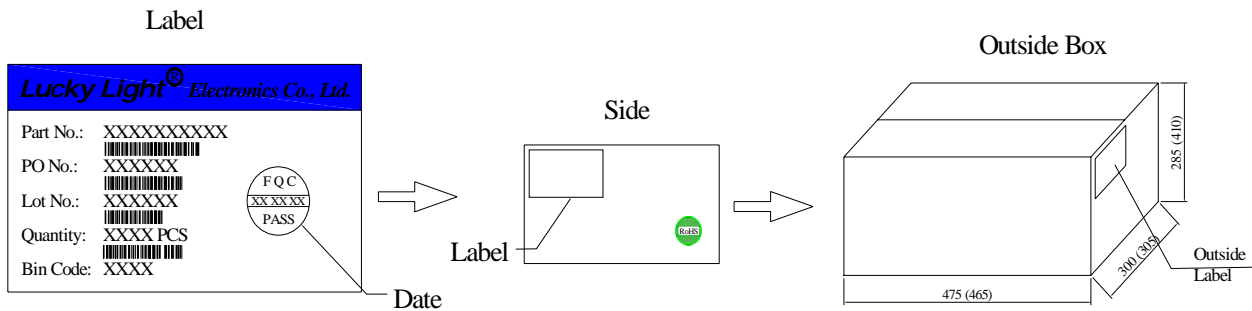 Label
Lucky Light® Electronics Co., Ltd.
Part No.: XXXXXXXXXX
PO No.: XXXXXX
Lot No.: XXXXXX
Quantity: XXXX PCS
Bin Code: XXXX
FQC
XX XX XX
PASS
Date
Side
Label
RoHS
Outside Box
285 (410)
300 (305)
475 (465)
Outside
Label